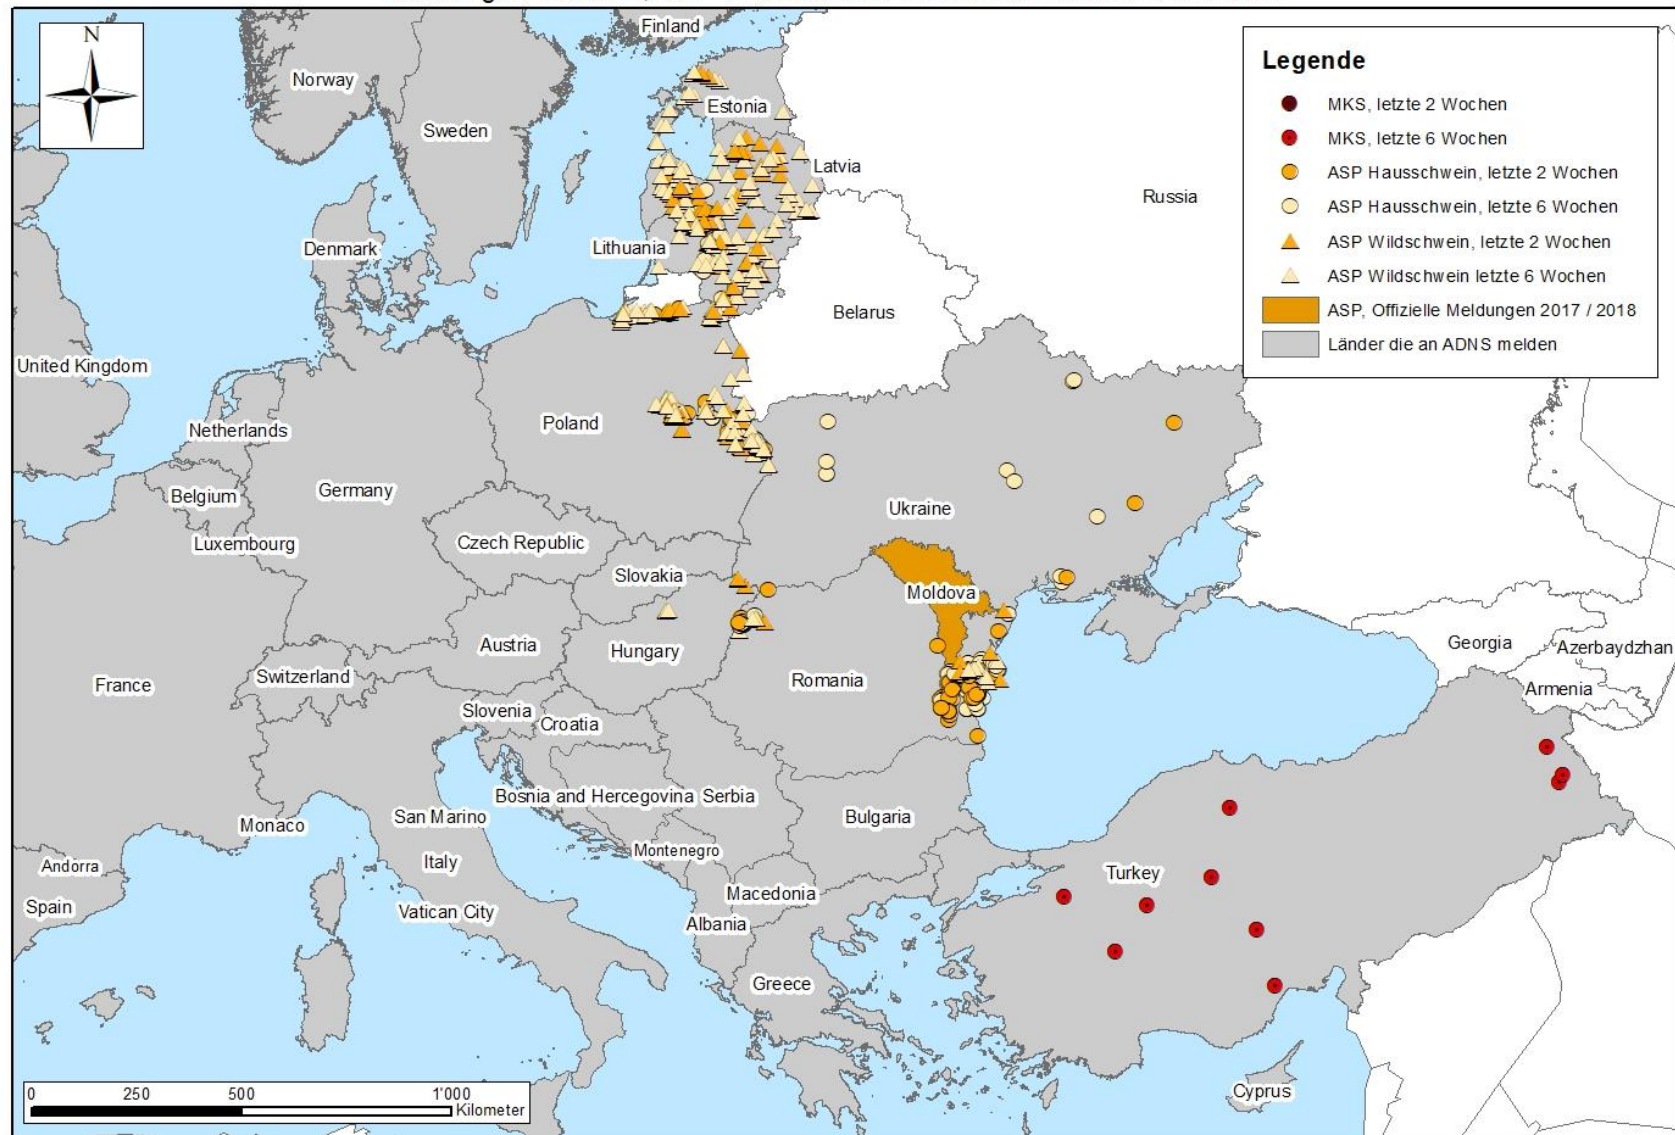 N
Legende
MKS, letzte 2 Wochen
MKS, letzte 6 Wochen
ASP Hausschwein, letzte 2 Wochen
ASP Hausschwein, letzte 6 Wochen
ASP Wildschwein, letzte 2 Wochen
ASP Wildschwein letzte 6 Wochen
ASP, Offizielle Meldungen 2017 / 2018
Länder die an ADNS melden
Finland
Norway
Sweden
Estonia
Latvia
Russia
Denmark
Lithuania
Belarus
United Kingdom
Netherlands
Poland
Belgium
Germany
Ukraine
Luxembourg
Czech Republic
Slovakia
Moldova
Austria
Hungary
Georgia
Azerbaydzhan
Switzerland
France
Romania
Armenia
Slovenia
Croatia
Bosnia and Hercegovina
Serbia
San Marino
Monaco
Bulgaria
Montenegro
Italy
Andorra
Turkey
Macedonia
Spain
Vatican City
Albania
Greece
Cyprus
0 250 500 1'000
Kilometer